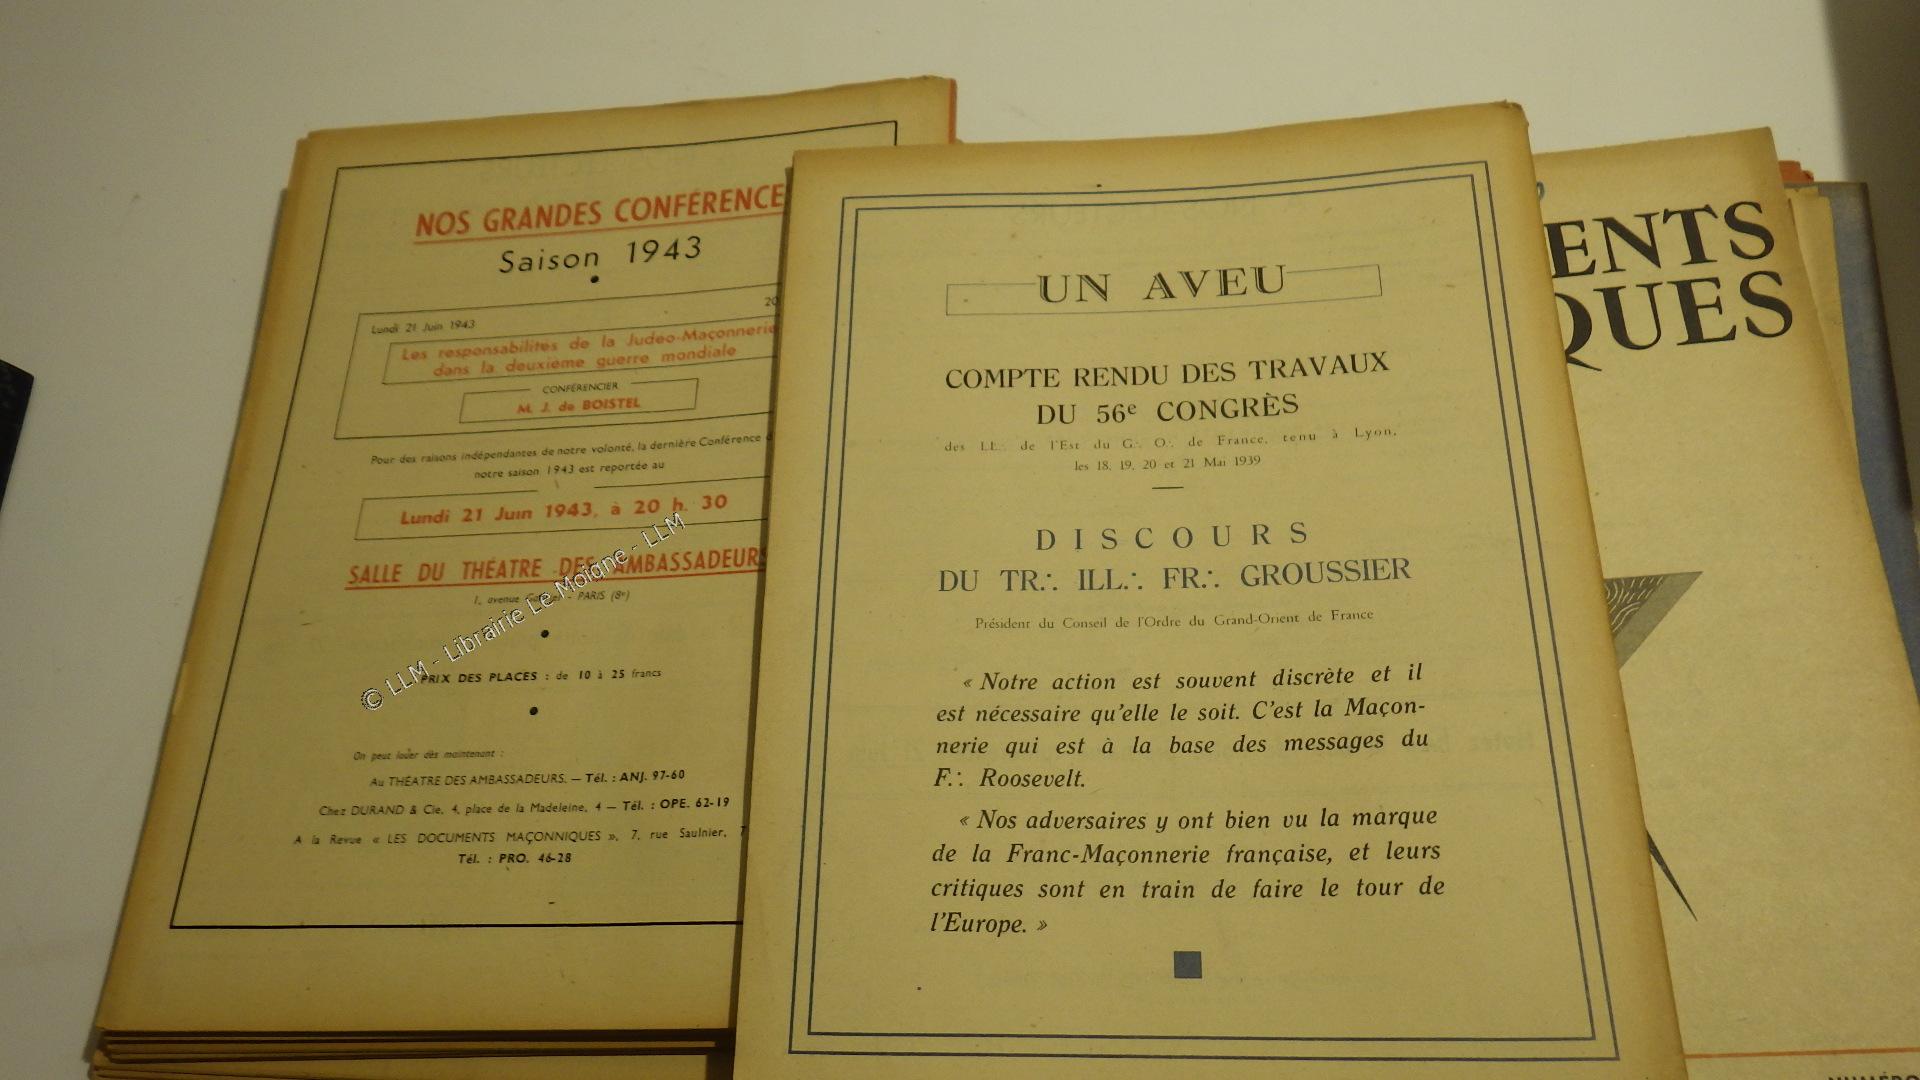 NOS GRANDES CONFÉRENCE
Saison 1943
20
Lundi 21 Juin 1943
Les responsabilités de la Judéo-Maçonnerie
dans la deuxième guerre mondiale
CONFÉRENCIER
M. J. de BOISTEL
Pour des raisons indépendantes de notre volonté, la dernière Conférence d
notre saison 1943 est reportée au
Lundi 21 Juin 1943, à 20 h. 30
SALLE DU THÉATRE DES AMBASSADEURS
1, avenue - PARIS (8e)
PRIX DES PLACES : de 10 à 25 francs
On peut louer dès maintenant :
Au THÉATRE DES AMBASSADEURS. — Tél. : ANJ. 97-60
Chez DURAND & Cie, 4, place de la Madeleine, 4 — Tél. : OPE. 62-19
A la Revue « LES DOCUMENTS MAÇONNIQUES », 7, rue Saulnier, 7
Tél. : PRO. 46-28
© LLM - Librairie Le Moigne - LLM
UN AVEU
COMPTE RENDU DES TRAVAUX
DU 56e CONGRÈS
des LL∴ de l'Est du G∴ O∴ de France, tenu à Lyon,
les 18, 19, 20 et 21 Mai 1939
DISCOURS
DU TR∴ ILL∴ FR∴ GROUSSIER
Président du Conseil de l'Ordre du Grand-Orient de France
« Notre action est souvent discrète et il
est nécessaire qu'elle le soit. C'est la Maçon-
nerie qui est à la base des messages du
F∴ Roosevelt.
« Nos adversaires y ont bien vu la marque
de la Franc-Maçonnerie française, et leurs
critiques sont en train de faire le tour de
l'Europe. »
ENTS
QUES
NUMÉRO